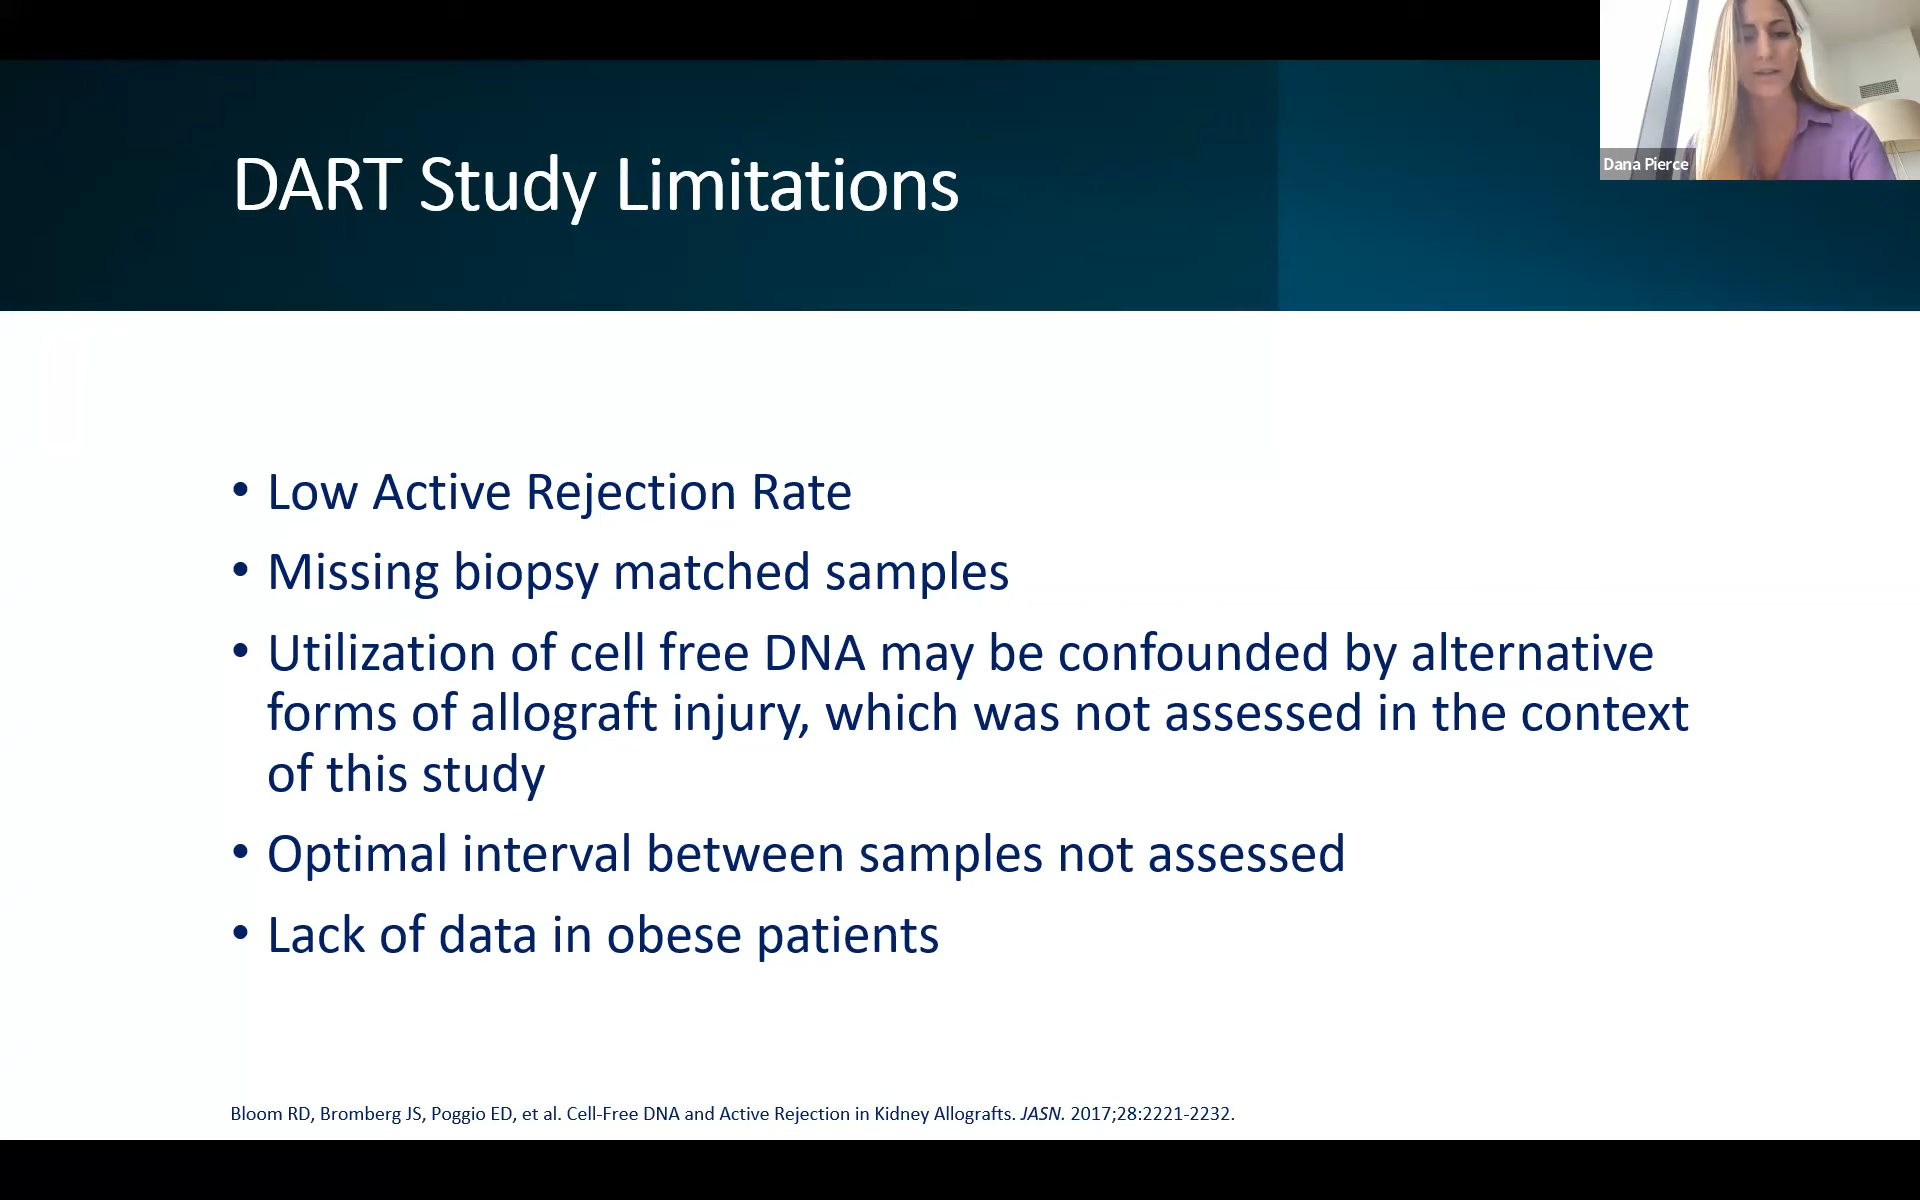 DART Study Limitations
Dana Pierce
• Low Active Rejection Rate
• Missing biopsy matched samples
• Utilization of cell free DNA may be confounded by alternative
forms of allograft injury, which was not assessed in the context
of this study
• Optimal interval between samples not assessed
• Lack of data in obese patients
Bloom RD, Bromberg JS, Poggio ED, et al. Cell-Free DNA and Active Rejection in Kidney Allografts. JASN. 2017;28:2221-2232.